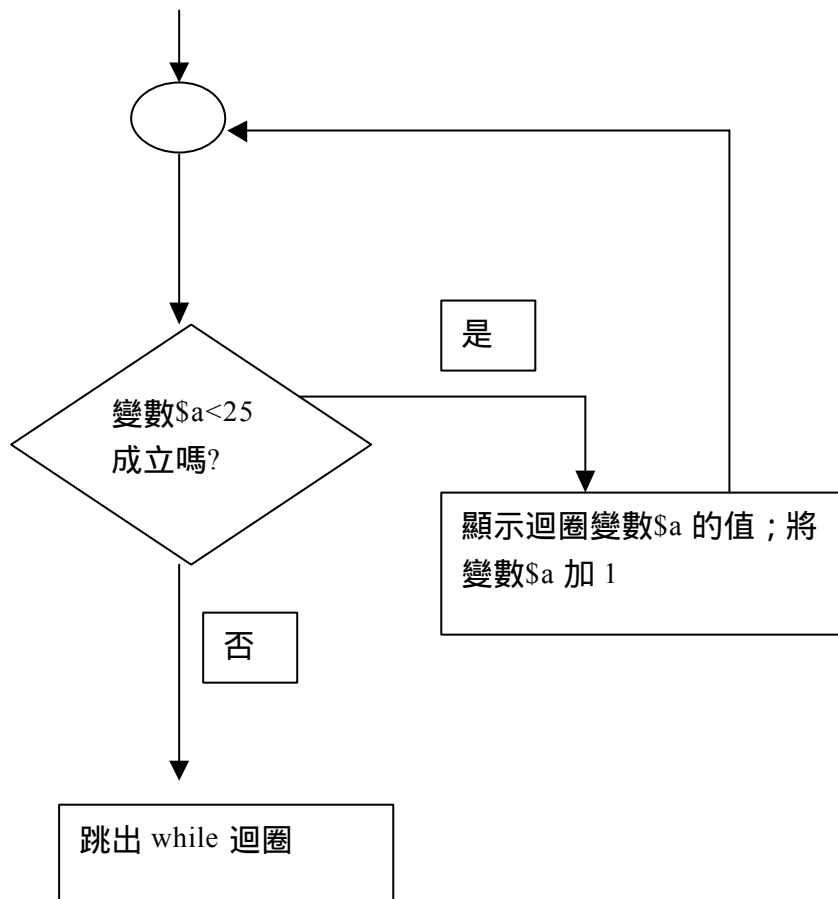 是
變數$a<25
成立嗎?
顯示迴圈變數$a 的值；將
變數$a 加 1
否
跳出 while 迴圈